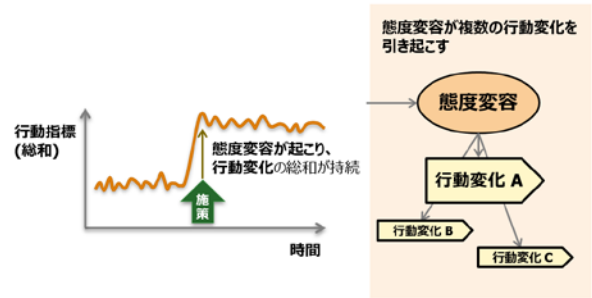 行動指標
(総和)
態度変容が起こり、
行動変化の総和が持続
施
策
時間
態度変容が複数の行動変化を
引き起こす
態度変容
行動変化 A
行動変化 B
行動変化 C